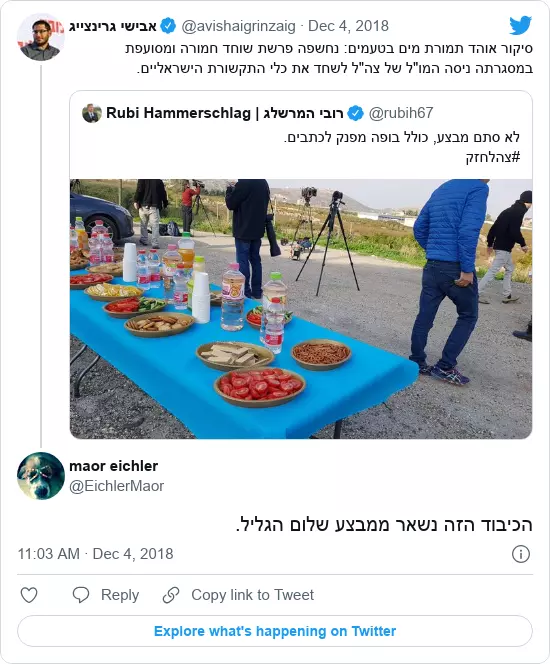 אבישי גרינצייג @avishaigrinzaig · Dec 4, 2018
סיקור אוהד תמורת מים בטעמים: נחשפה פרשת שוחד חמורה ומסועפת
במסגרתה ניסה המו"ל של צה"ל לשחד את כלי התקשורת הישראליים.
Rubi Hammerschlag | רובי המרשלג @rubih67
לא סתם מבצע, כולל בופה מפנק לכתבים.
#צהלחזק
maor eichler
@EichlerMaor
הכיבוד הזה נשאר ממבצע שלום הגליל.
11:03 AM · Dec 4, 2018
Reply
Copy link to Tweet
Explore what's happening on Twitter